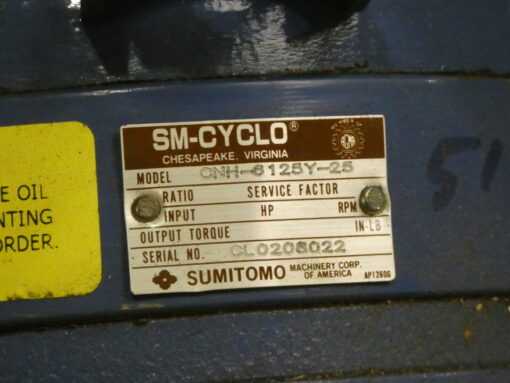 SM-CYCLO®
CHESAPEAKE, VIRGINIA
MODEL CNH-6125Y-25
RATIO SERVICE FACTOR
INPUT HP RPM
OUTPUT TORQUE IN-LB
SERIAL NO. CL0208022
SUMITOMO MACHINERY CORP. OF AMERICA AP1260G
E OIL
NTING
ORDER.
51